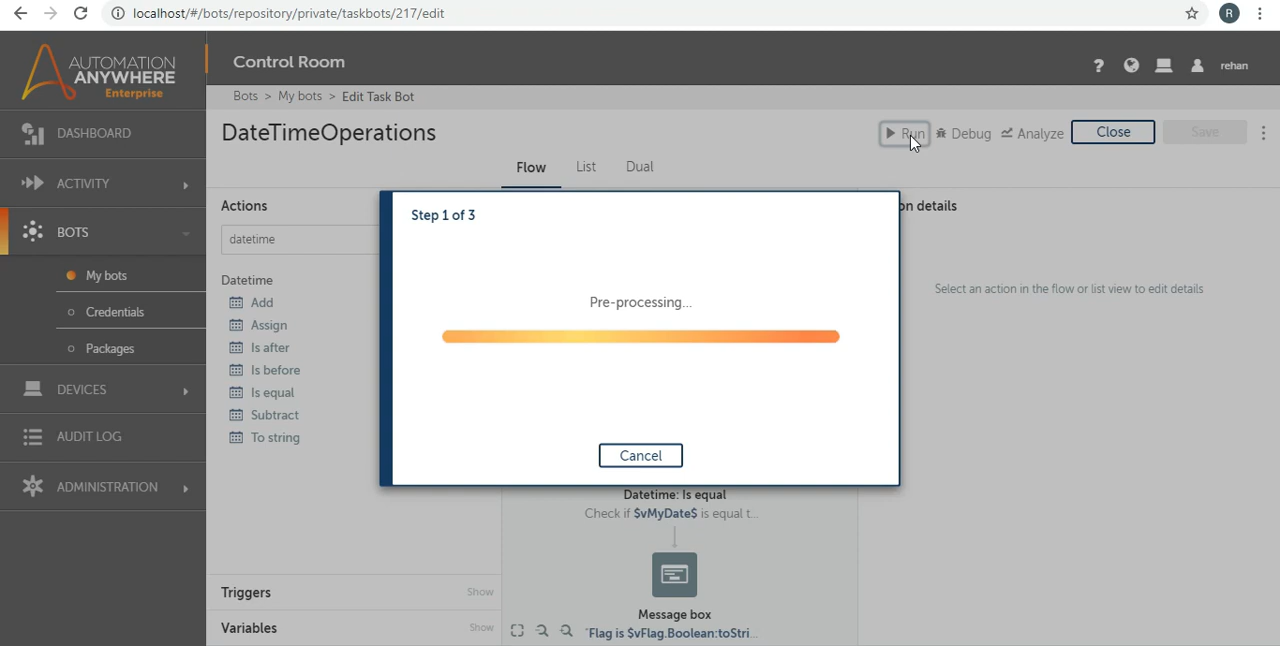 localhost/#/bots/repository/private/taskbots/217/edit
R
AUTOMATION
ANYWHERE
Enterprise
Control Room
? rehan
Bots > My bots > Edit Task Bot
DateTimeOperations
Run Debug Analyze Close Save
Flow List Dual
DASHBOARD
ACTIVITY
BOTS
My bots
Credentials
Packages
DEVICES
AUDIT LOG
ADMINISTRATION
Actions
datetime
Datetime
Add
Assign
Is after
Is before
Is equal
Subtract
To string
Triggers Show
Variables Show
Step 1 of 3
Pre-processing...
Cancel
Datetime: Is equal
Check if $vMyDate$ is equal t...
Message box
"Flag is $vFlag.Boolean:toStri...
on details
Select an action in the flow or list view to edit details